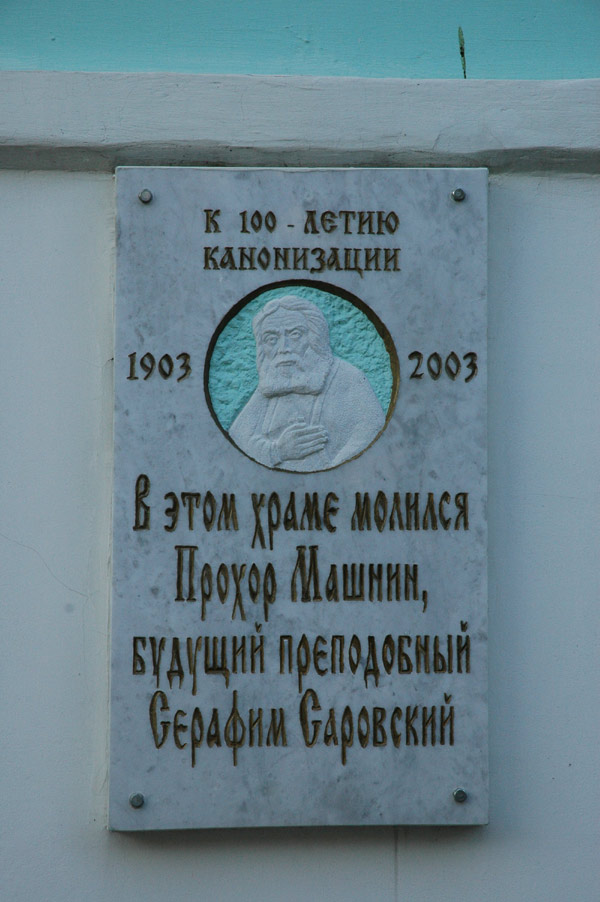 К 100 - ЛЕТИЮ
КАНОНИЗАЦИИ
1903 2003
В этом храме молился
Прохор Машнин,
будущий преподобный
Серафим Саровский